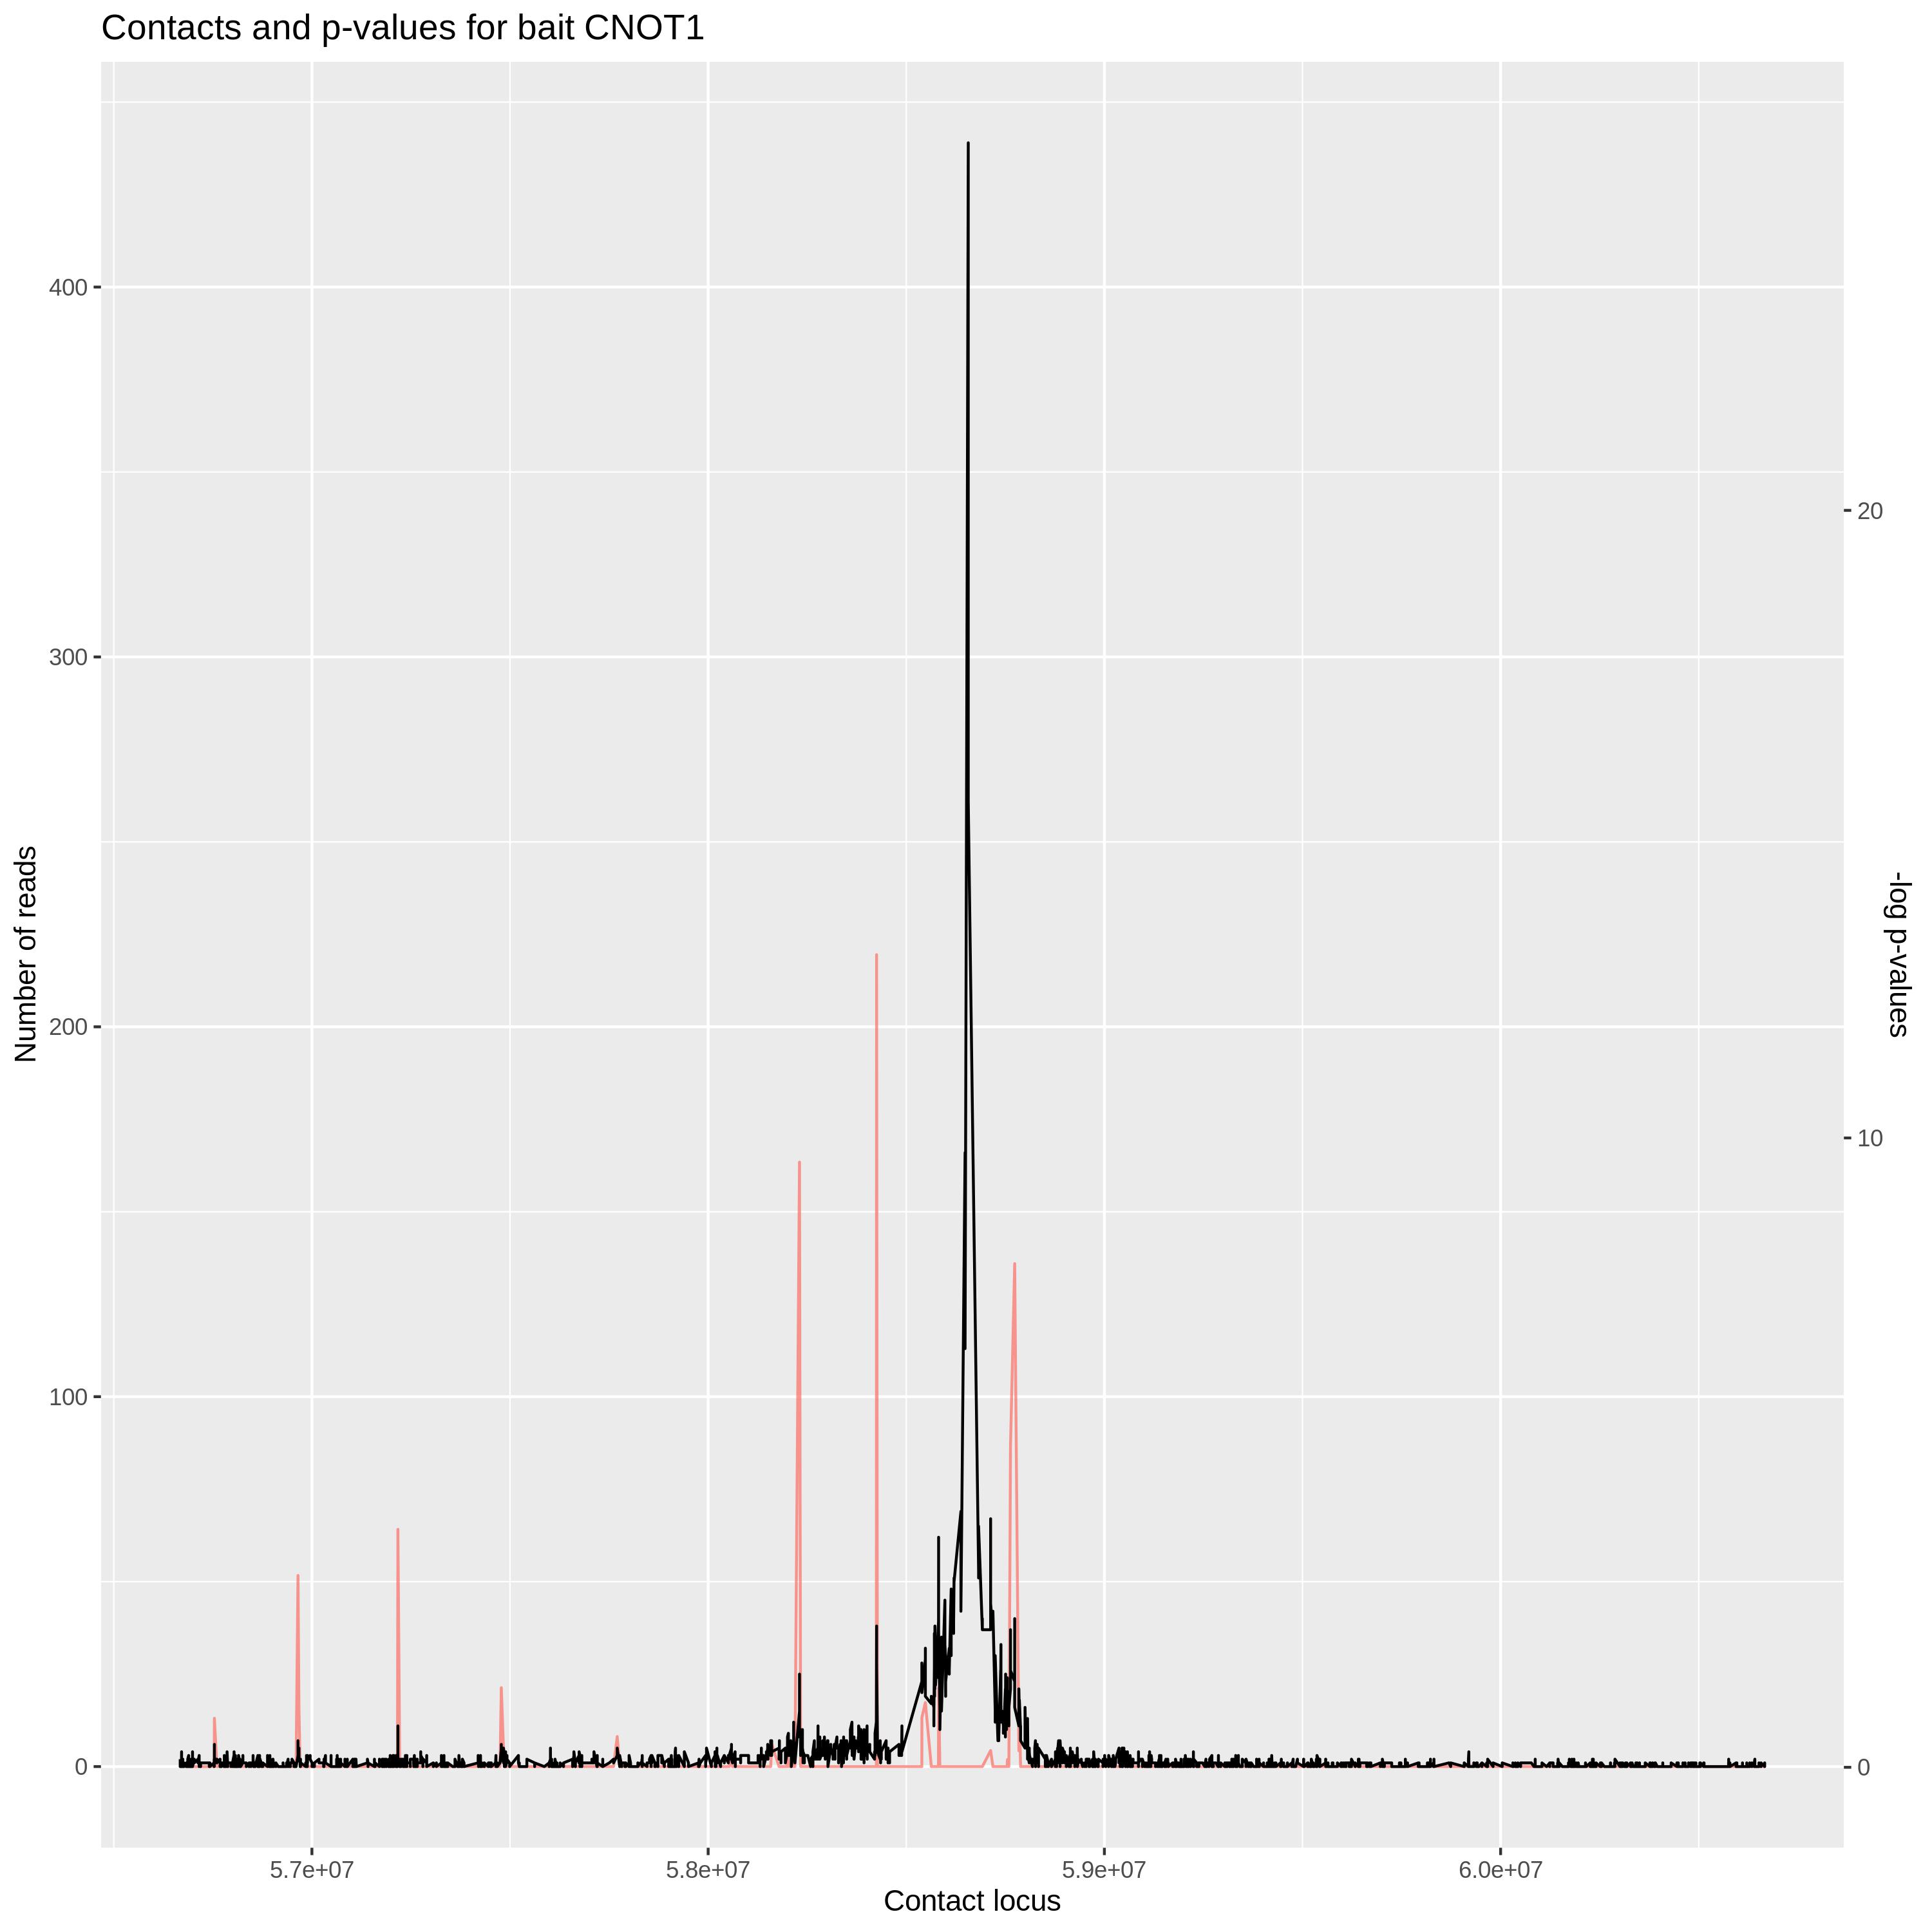 Contacts and p-values for bait CNOT1
Number of reads
400
300
200
100
0
20
10
0
-log p-values
5.7e+07 5.8e+07 5.9e+07 6.0e+07
Contact locus